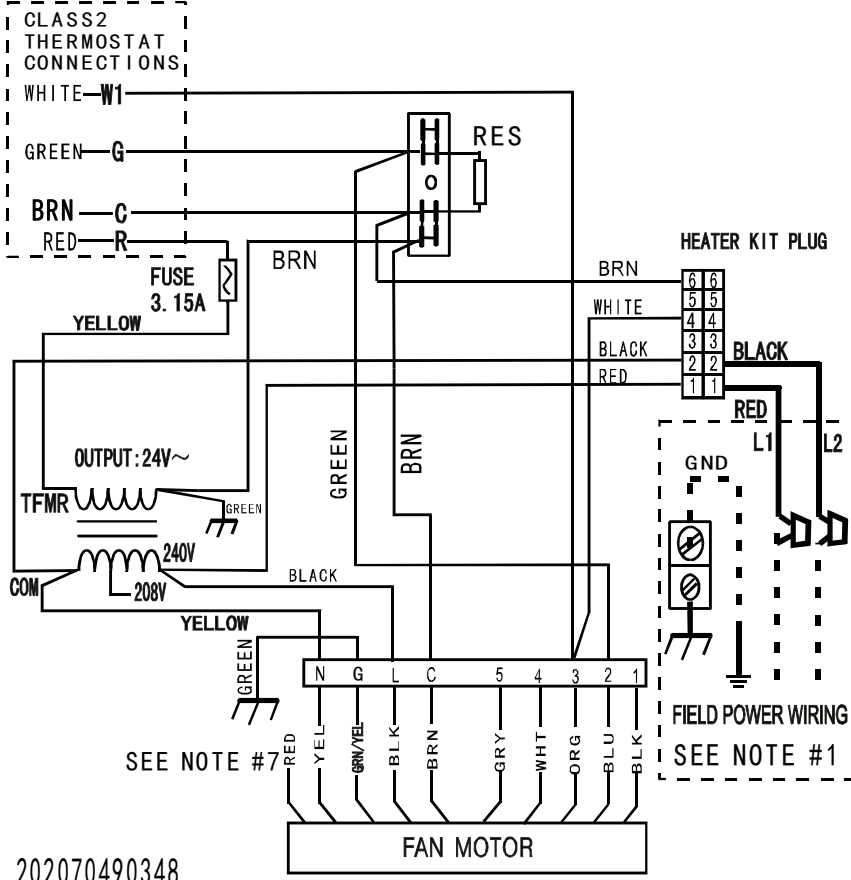 CLASS2
THERMOSTAT
CONNECTIONS
WHITE W1
GREEN G
BRN C
RED R
RES
BRN
FUSE
3.15A
YELLOW
HEATER KIT PLUG
BRN
WHITE
BLACK
RED
6 6
5 5
4 4
3 3
2 2
1 1
BLACK
RED
L1 L2
GND
OUTPUT:24V~
TFMR
GREEN
GREEN
BRN
240V
COM
208V
BLACK
YELLOW
GREEN
N G L C 5 4 3 2 1
FIELD POWER WIRING
SEE NOTE #1
SEE NOTE #7
RED
YEL
GRN/YEL
BLK
BRN
GRY
WHT
ORG
BLU
BLK
FAN MOTOR
202070490348